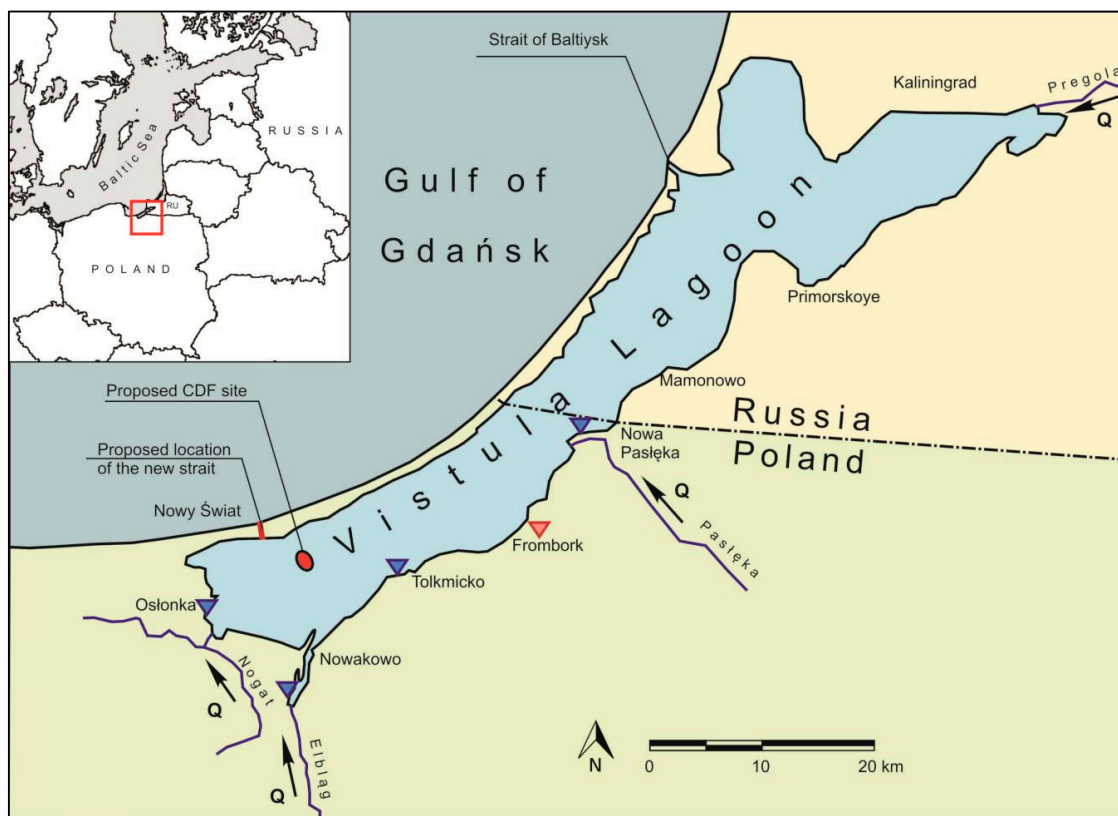 Baltic Sea
RUSSIA
RU
POLAND
Strait of Baltiysk
Kaliningrad
Pregola
Q
Gulf of
Gdańsk
Vistula Lagoon
Primorskoye
Mamonowo
Russia
Poland
Proposed CDF site
Proposed location
of the new strait
Nowy Świat
Nowa
Pasłęka
Q
Pasłęka
Frombork
Tolkmicko
Osłonka
Nowakowo
Nogat
Q
Elbląg
Q
N
0 10 20 km